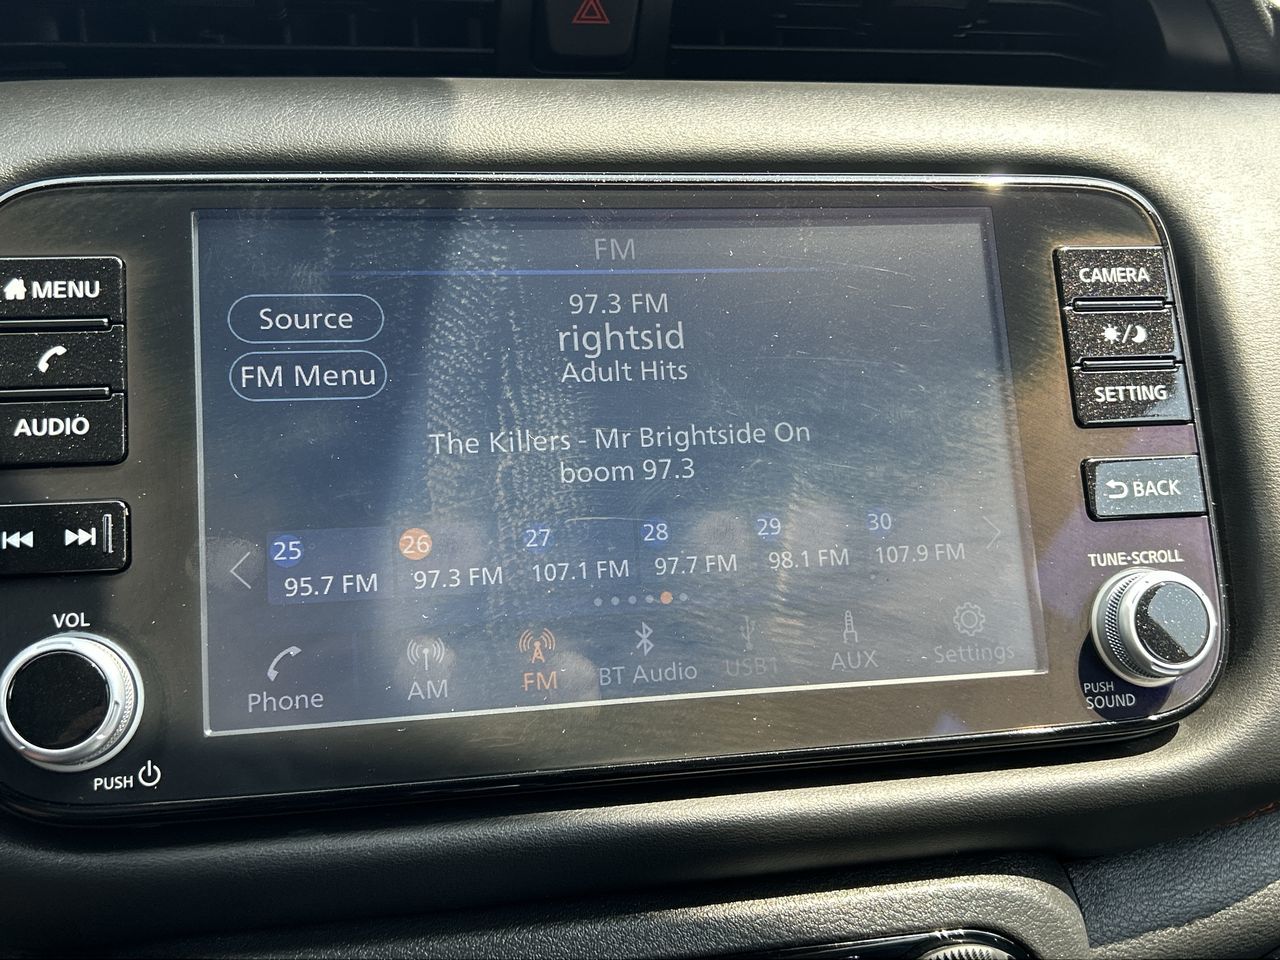 FM
Source
FM Menu
97.3 FM
rightsid
Adult Hits
The Killers - Mr Brightside On
boom 97.3
25
26
27
28
29
30
95.7 FM
97.3 FM
107.1 FM
97.7 FM
98.1 FM
107.9 FM
Phone
AM
FM
BT Audio
USB1
AUX
Settings
MENU
AUDIO
VOL
PUSH
CAMERA
SETTING
BACK
TUNE·SCROLL
PUSH
SOUND